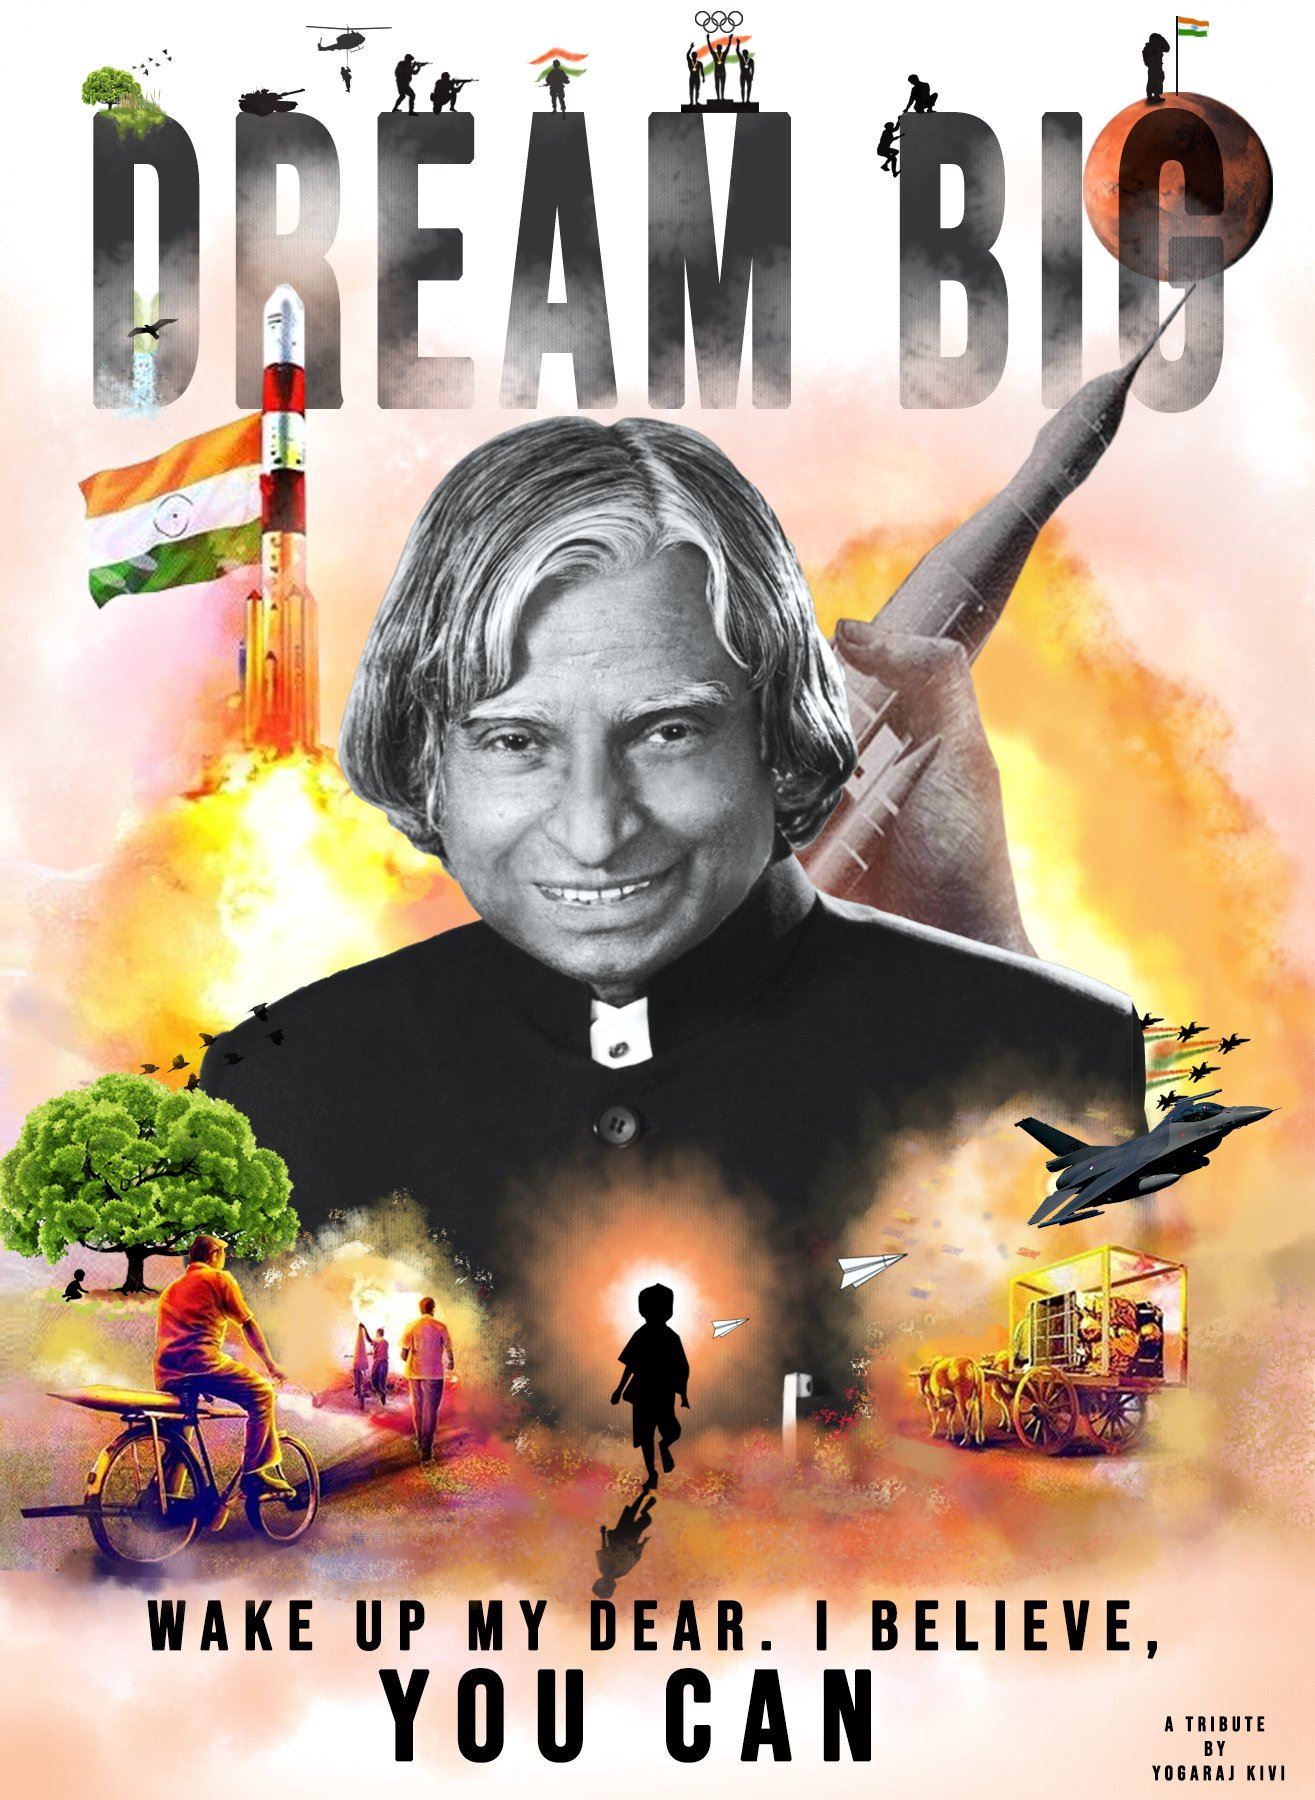 DREAM BIG
WAKE UP MY DEAR. I BELIEVE,
YOU CAN
A TRIBUTE
BY
YOGARAJ KIVI